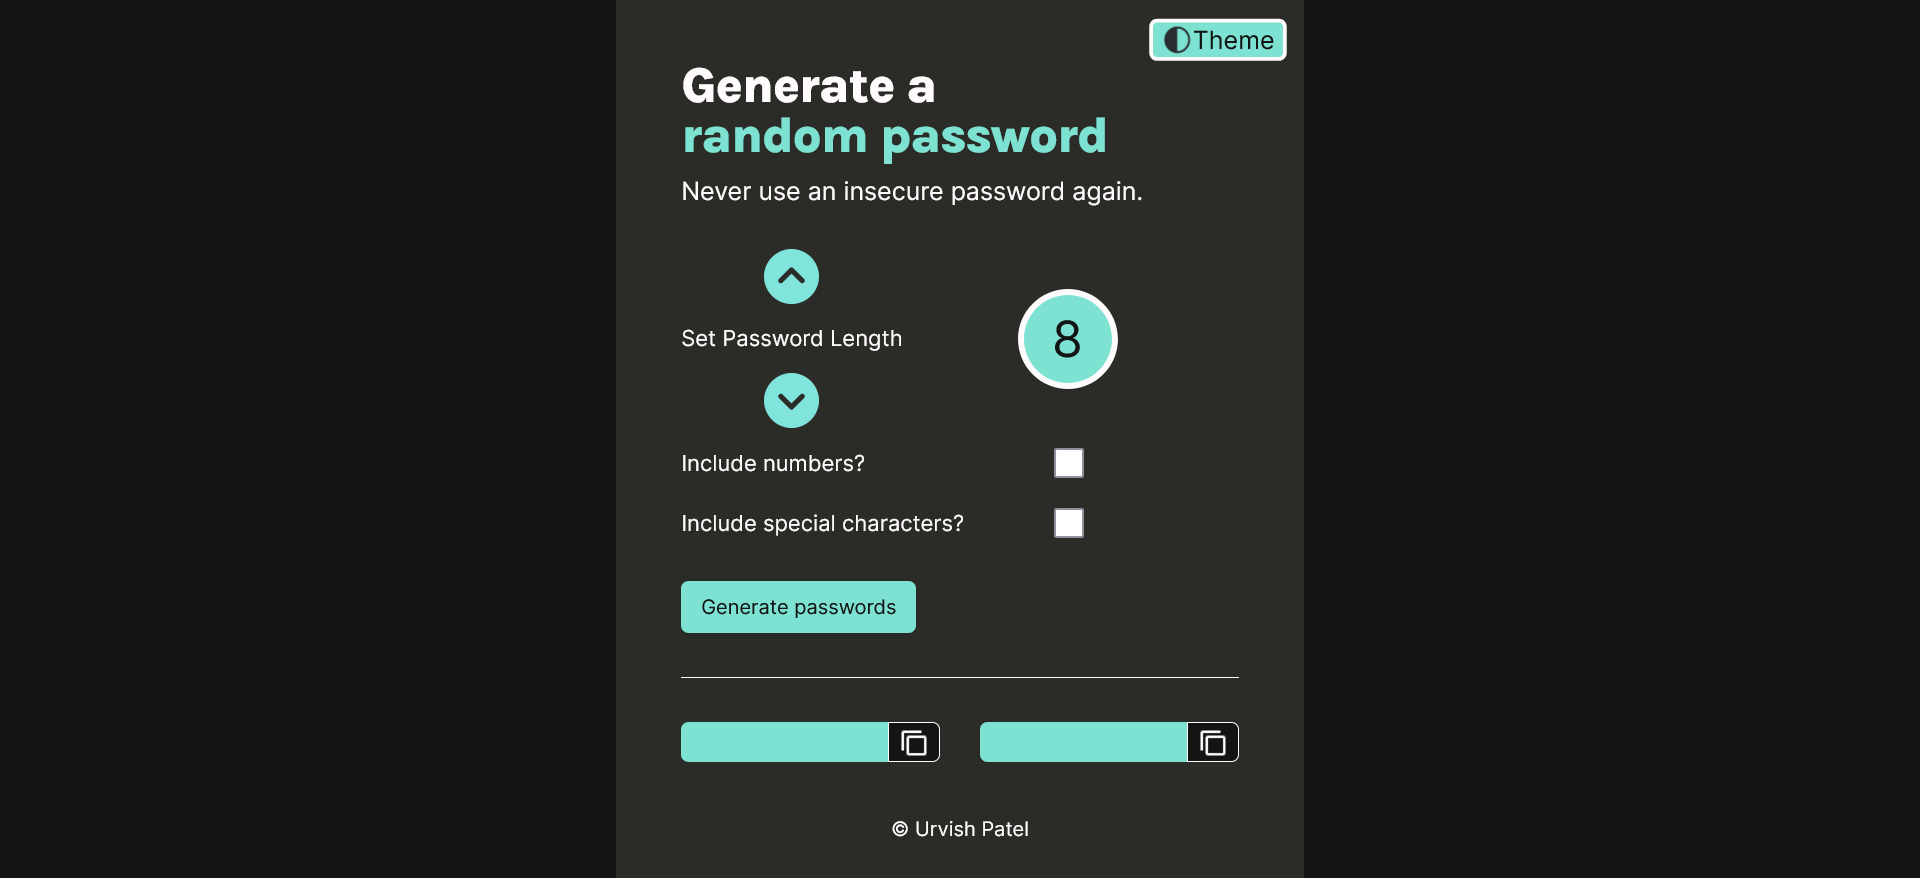 Theme
Generate a
random password
Never use an insecure password again.
Set Password Length
8
Include numbers?
Include special characters?
Generate passwords
© Urvish Patel